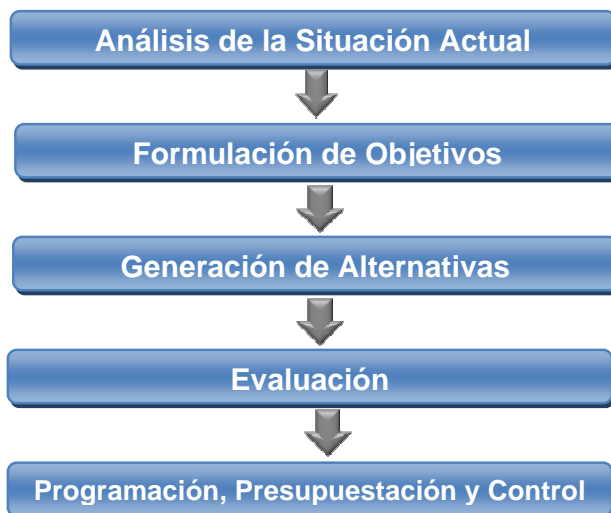 Análisis de la Situación Actual
Formulación de Objetivos
Generación de Alternativas
Evaluación
Programación, Presupuestación y Control